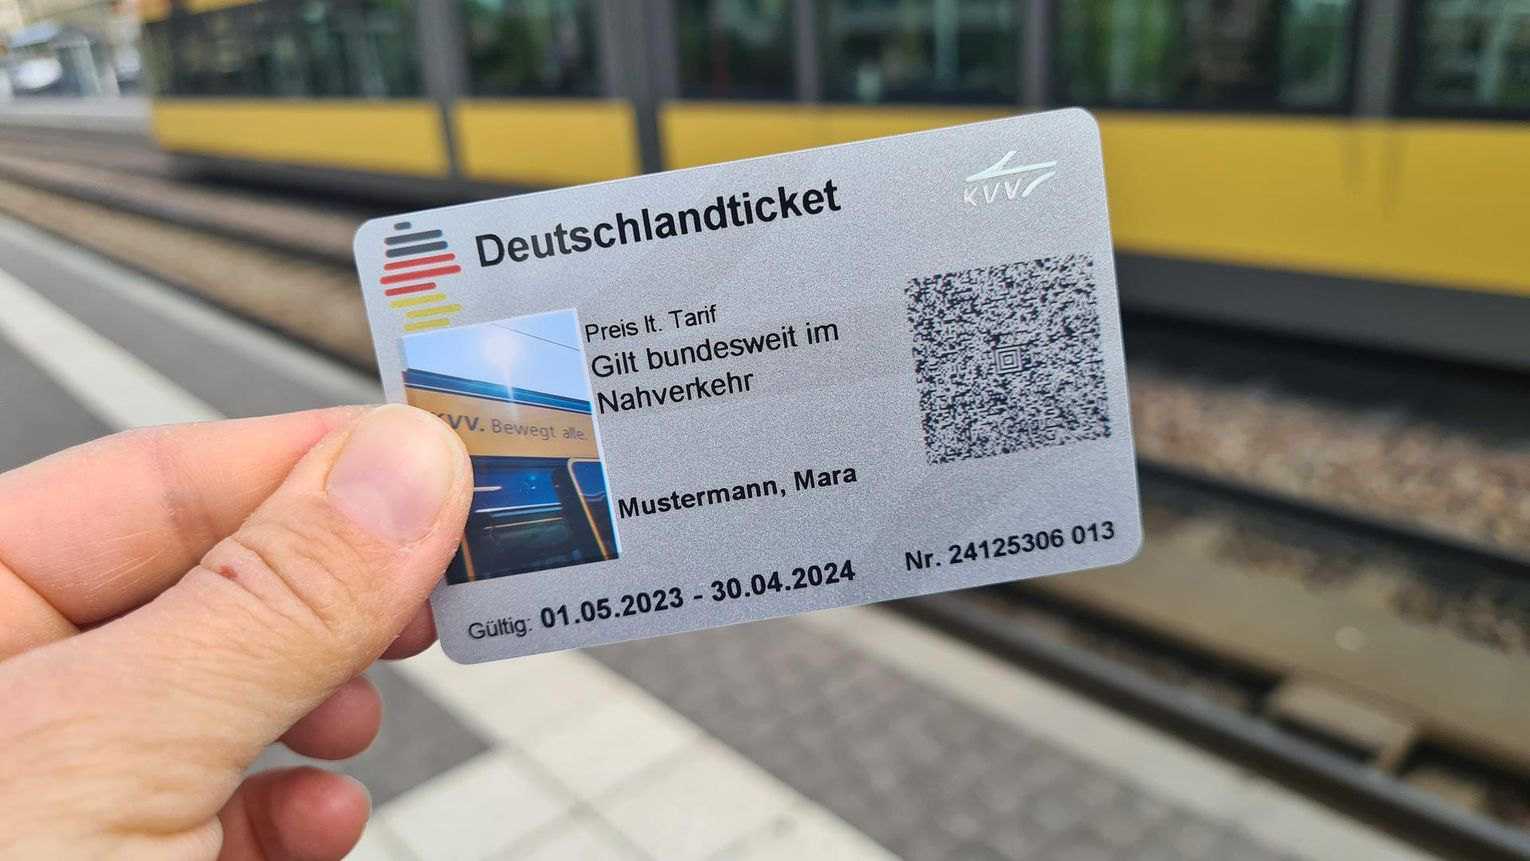 Deutschlandticket
KVV
Preis lt. Tarif
Gilt bundesweit im
Nahverkehr
KVV. Bewegt alle.
Mustermann, Mara
Gültig: 01.05.2023 - 30.04.2024
Nr. 24125306 013